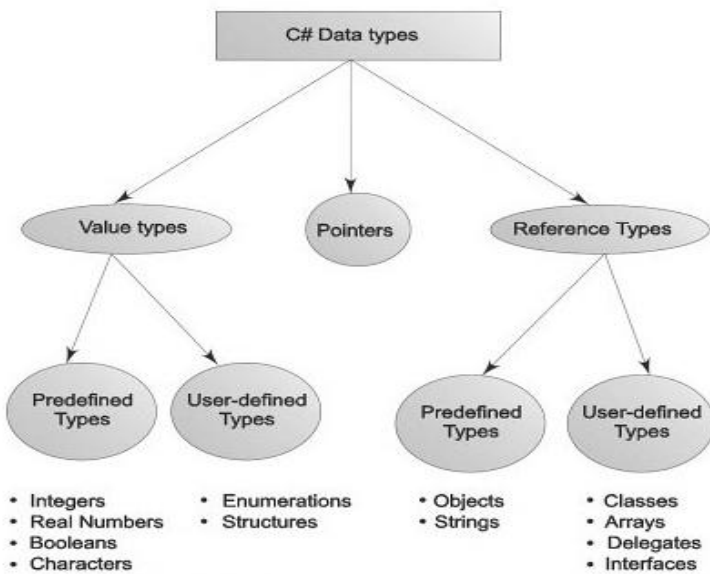 C# Data types
Value types
Pointers
Reference Types
Predefined
Types
User-defined
Types
Predefined
Types
User-defined
Types
• Integers
• Real Numbers
• Booleans
• Characters
• Enumerations
• Structures
• Objects
• Strings
• Classes
• Arrays
• Delegates
• Interfaces